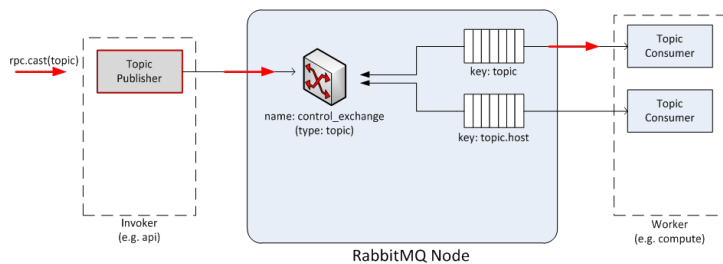 rpc.cast(topic)
Topic
Publisher
Invoker
(e.g. api)
name: control_exchange
(type: topic)
key: topic
key: topic.host
RabbitMQ Node
Topic
Consumer
Topic
Consumer
Worker
(e.g. compute)